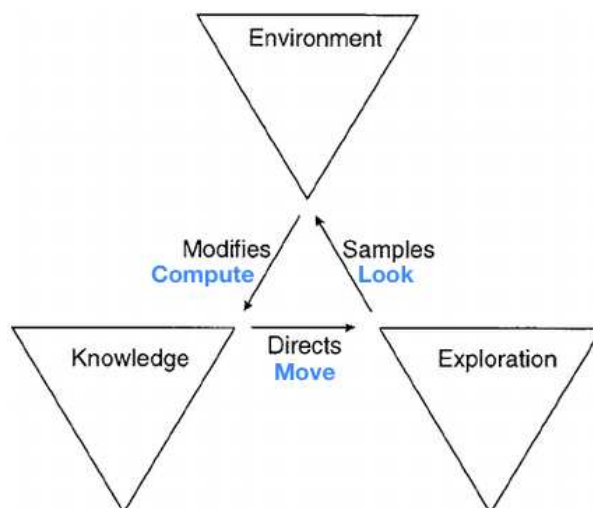 Environment
Modifies
Compute
Samples
Look
Knowledge
Directs
Move
Exploration